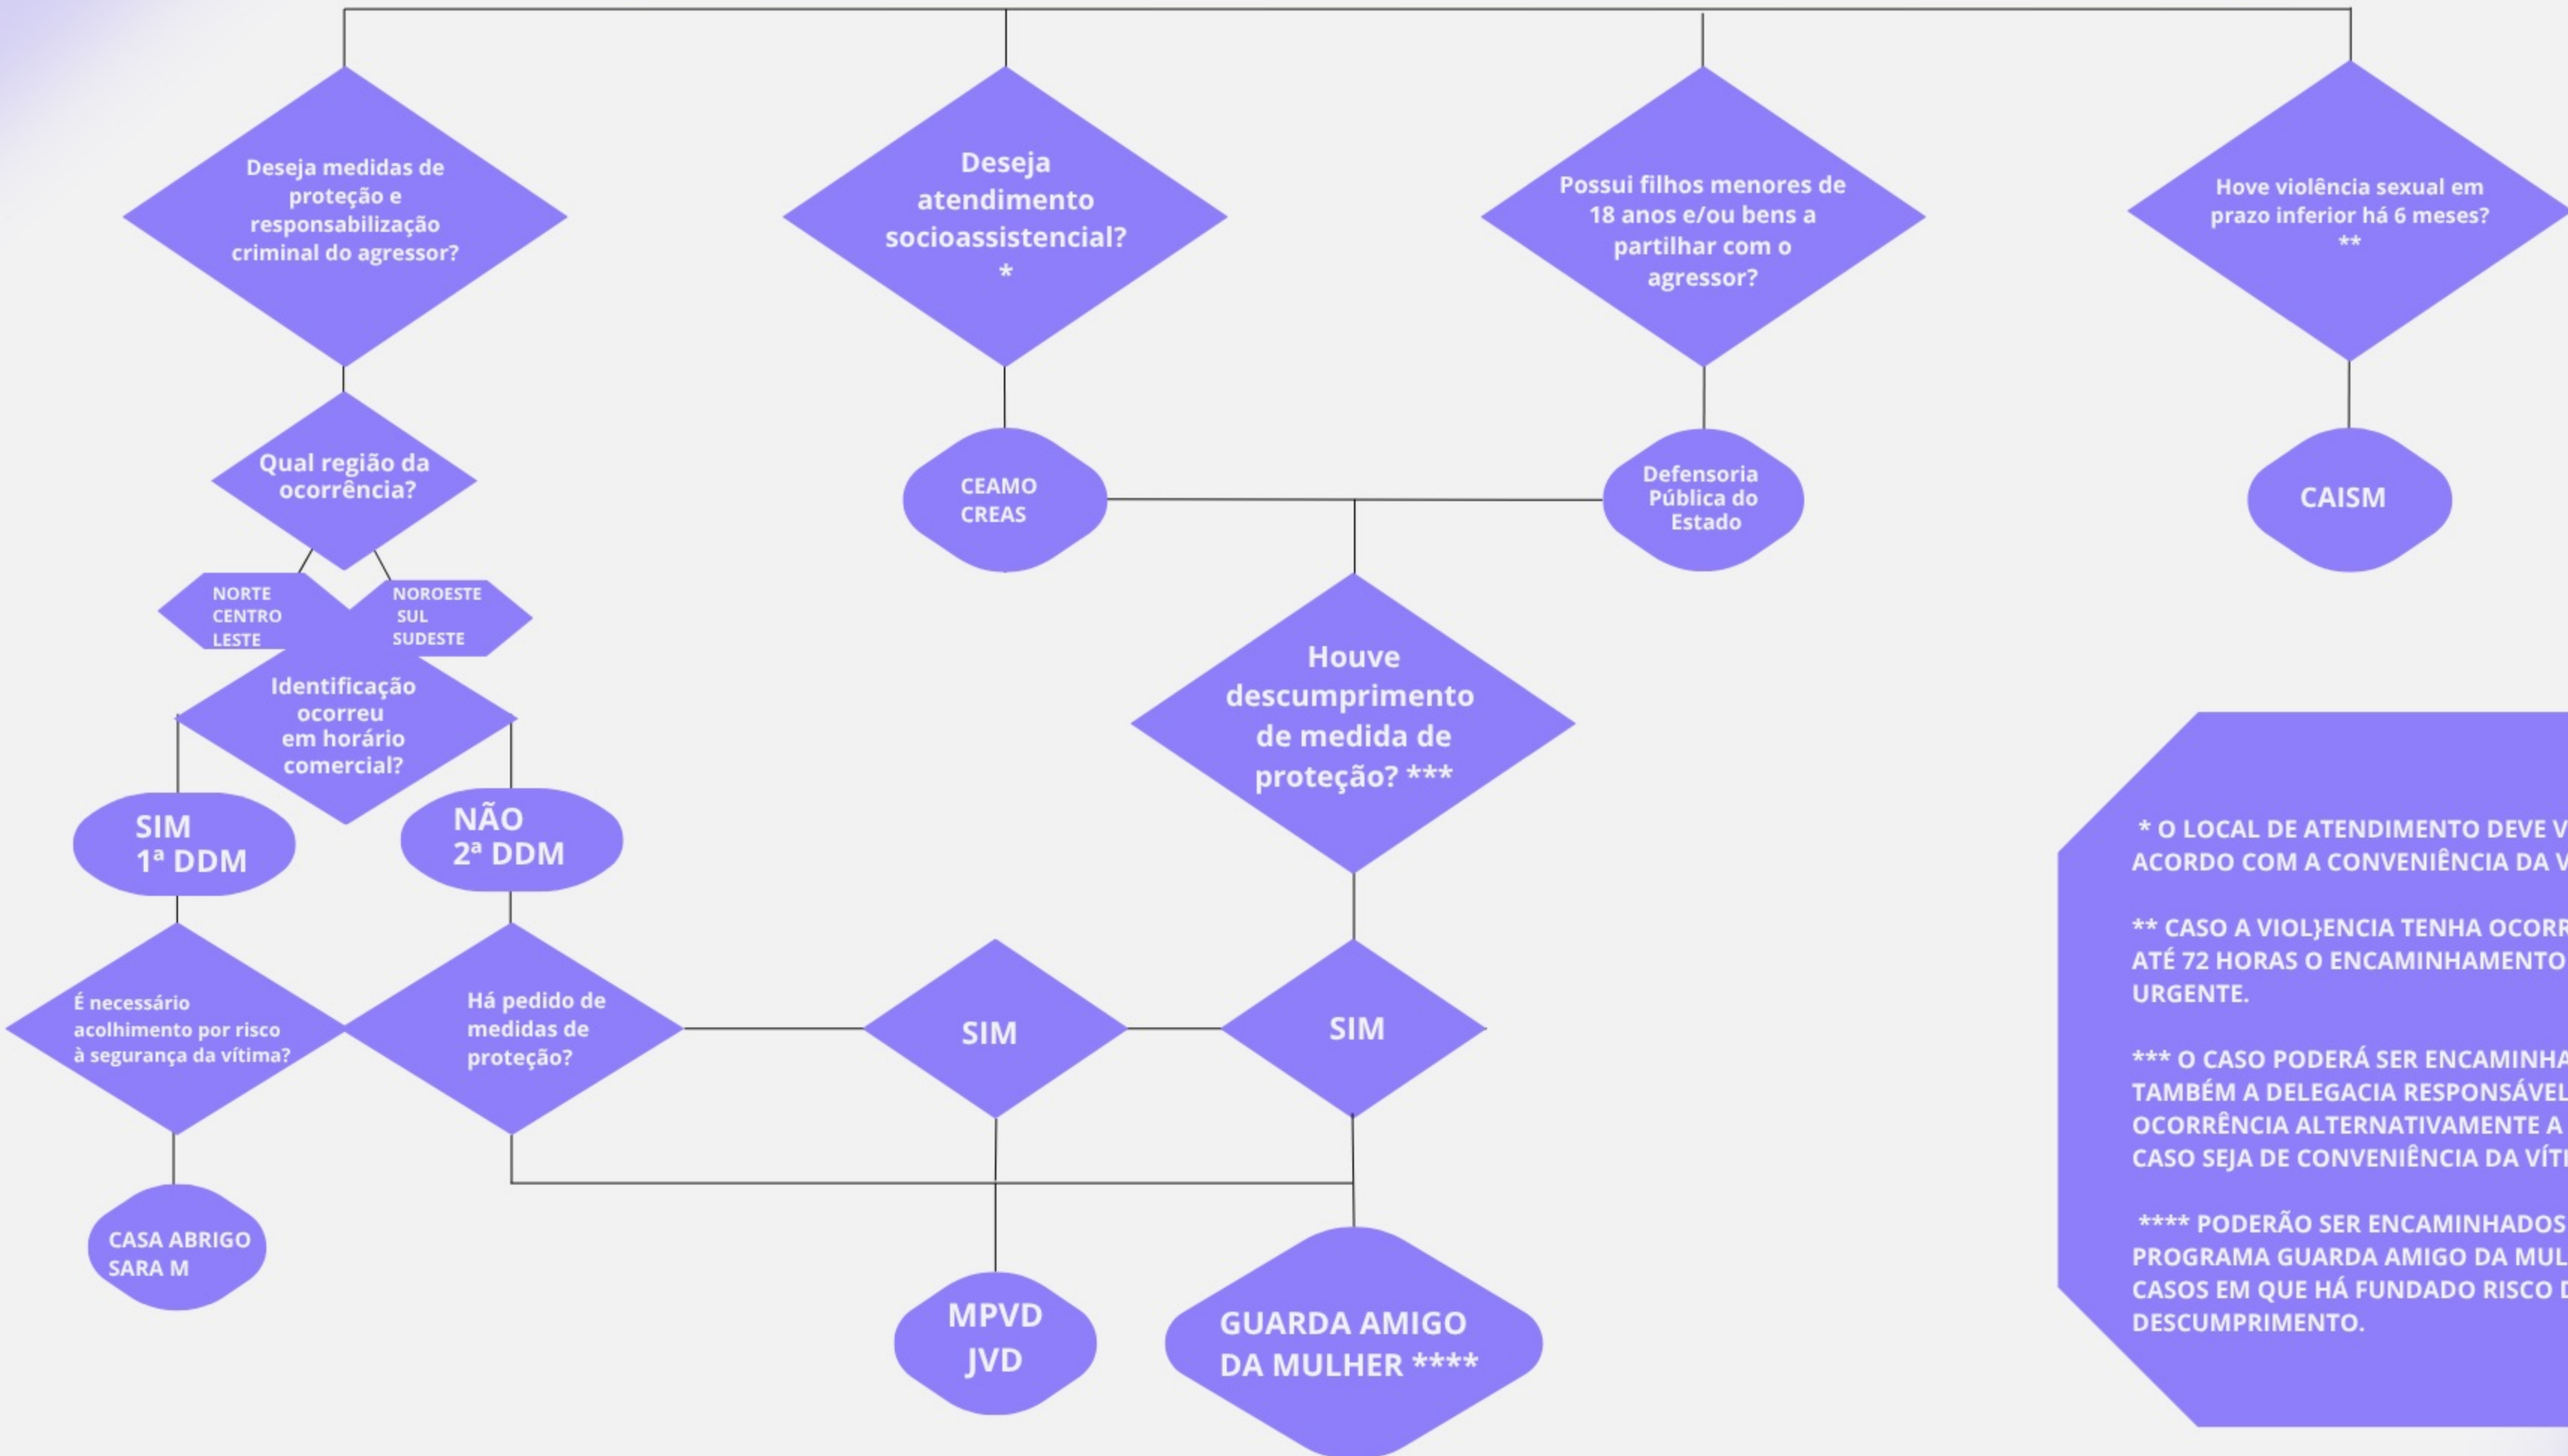 Deseja medidas de
proteção e
responsabilização
criminal do agressor?
Deseja
atendimento
socioassistencial?
*
Possui filhos menores de
18 anos e/ou bens a
partilhar com o
agressor?
Hove violência sexual em
prazo inferior há 6 meses?
**
Qual região da
ocorrência?
CEAMO
CREAS
Defensoria
Pública do
Estado
CAISM
NORTE
CENTRO
LESTE
NOROESTE
SUL
SUDESTE
Identificação
ocorreu
em horário
comercial?
Houve
descumprimento
de medida de
proteção? ***
SIM
1ª DDM
NÃO
2ª DDM
É necessário
acolhimento por risco
à segurança da vítima?
Há pedido de
medidas de
proteção?
SIM
SIM
CASA ABRIGO
SARA M
MPVD
JVD
GUARDA AMIGO
DA MULHER ****
* O LOCAL DE ATENDIMENTO DEVE
ACORDO COM A CONVENIÊNCIA DA
** CASO A VIOL}ENCIA TENHA
ATÉ 72 HORAS O ENCAMINHAMENTO
URGENTE.
*** O CASO PODERÁ SER
TAMBÉM A DELEGACIA RESPONSÁVEL
OCORRÊNCIA ALTERNATIVAMENTE A
CASO SEJA DE CONVENIÊNCIA DA
**** PODERÃO SER ENCAMINHADOS
PROGRAMA GUARDA AMIGO DA
CASOS EM QUE HÁ FUNDADO RISCO
DESCUMPRIMENTO.